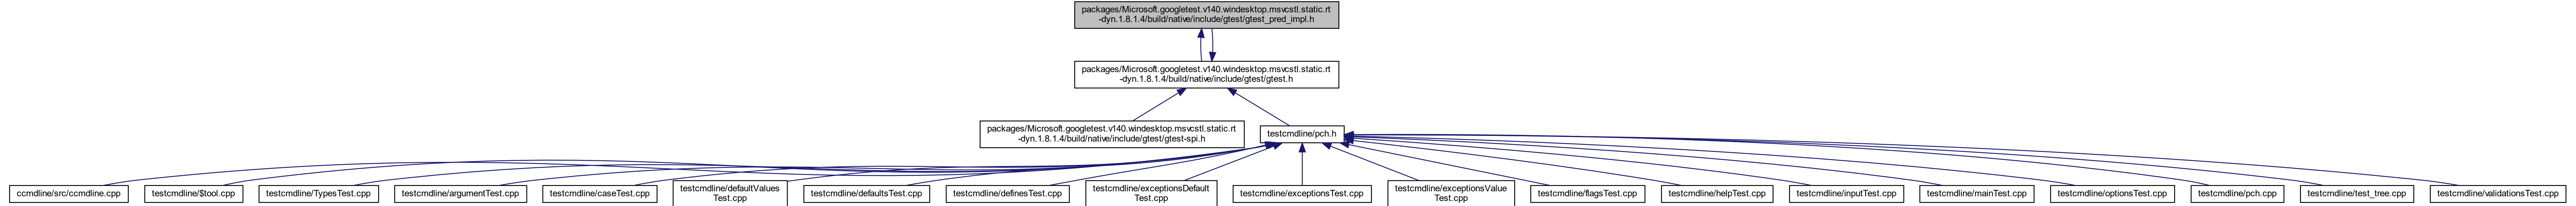 packages/Microsoft.googletest.v140.windesktop.msvcstl.static.rt
-dyn.1.8.1.4/build/native/include/gtest/gtest_pred_impl.h
packages/Microsoft.googletest.v140.windesktop.msvcstl.static.rt
-dyn.1.8.1.4/build/native/include/gtest/gtest.h
packages/Microsoft.googletest.v140.windesktop.msvcstl.static.rt
-dyn.1.8.1.4/build/native/include/gtest/gtest-spi.h
testcmdline/pch.h
ccmdline/src/ccmdline.cpp
testcmdline/$tool.cpp
testcmdline/TypesTest.cpp
testcmdline/argumentTest.cpp
testcmdline/caseTest.cpp
testcmdline/defaultValues
Test.cpp
testcmdline/defaultsTest.cpp
testcmdline/definesTest.cpp
testcmdline/exceptionsDefault
Test.cpp
testcmdline/exceptionsTest.cpp
testcmdline/exceptionsValue
Test.cpp
testcmdline/flagsTest.cpp
testcmdline/helpTest.cpp
testcmdline/inputTest.cpp
testcmdline/mainTest.cpp
testcmdline/optionsTest.cpp
testcmdline/pch.cpp
testcmdline/test_tree.cpp
testcmdline/validationsTest.cpp